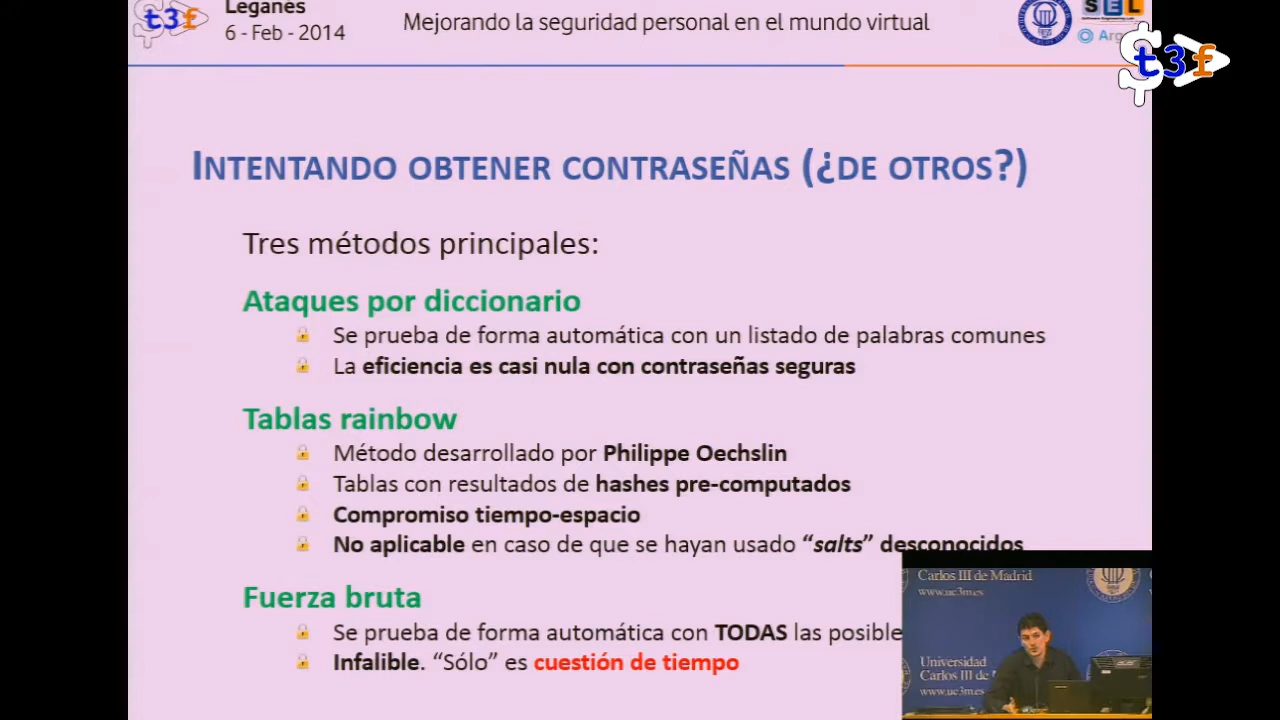 Leganés
6 - Feb - 2014
Mejorando la seguridad personal en el mundo virtual
t3f
SEL
t3f
INTENTANDO OBTENER CONTRASEÑAS (¿DE OTROS?)
Tres métodos principales:
Ataques por diccionario
Se prueba de forma automática con un listado de palabras comunes
La eficiencia es casi nula con contraseñas seguras
Tablas rainbow
Método desarrollado por Philippe Oechslin
Tablas con resultados de hashes pre-computados
Compromiso tiempo-espacio
No aplicable en caso de que se hayan usado “salts” desconocidos
Fuerza bruta
Se prueba de forma automática con TODAS las posible
Infalible. “Sólo” es cuestión de tiempo
Carlos III de Madrid
www.uc3m.es
Universidad
Carlos III de
www.uc3m.es